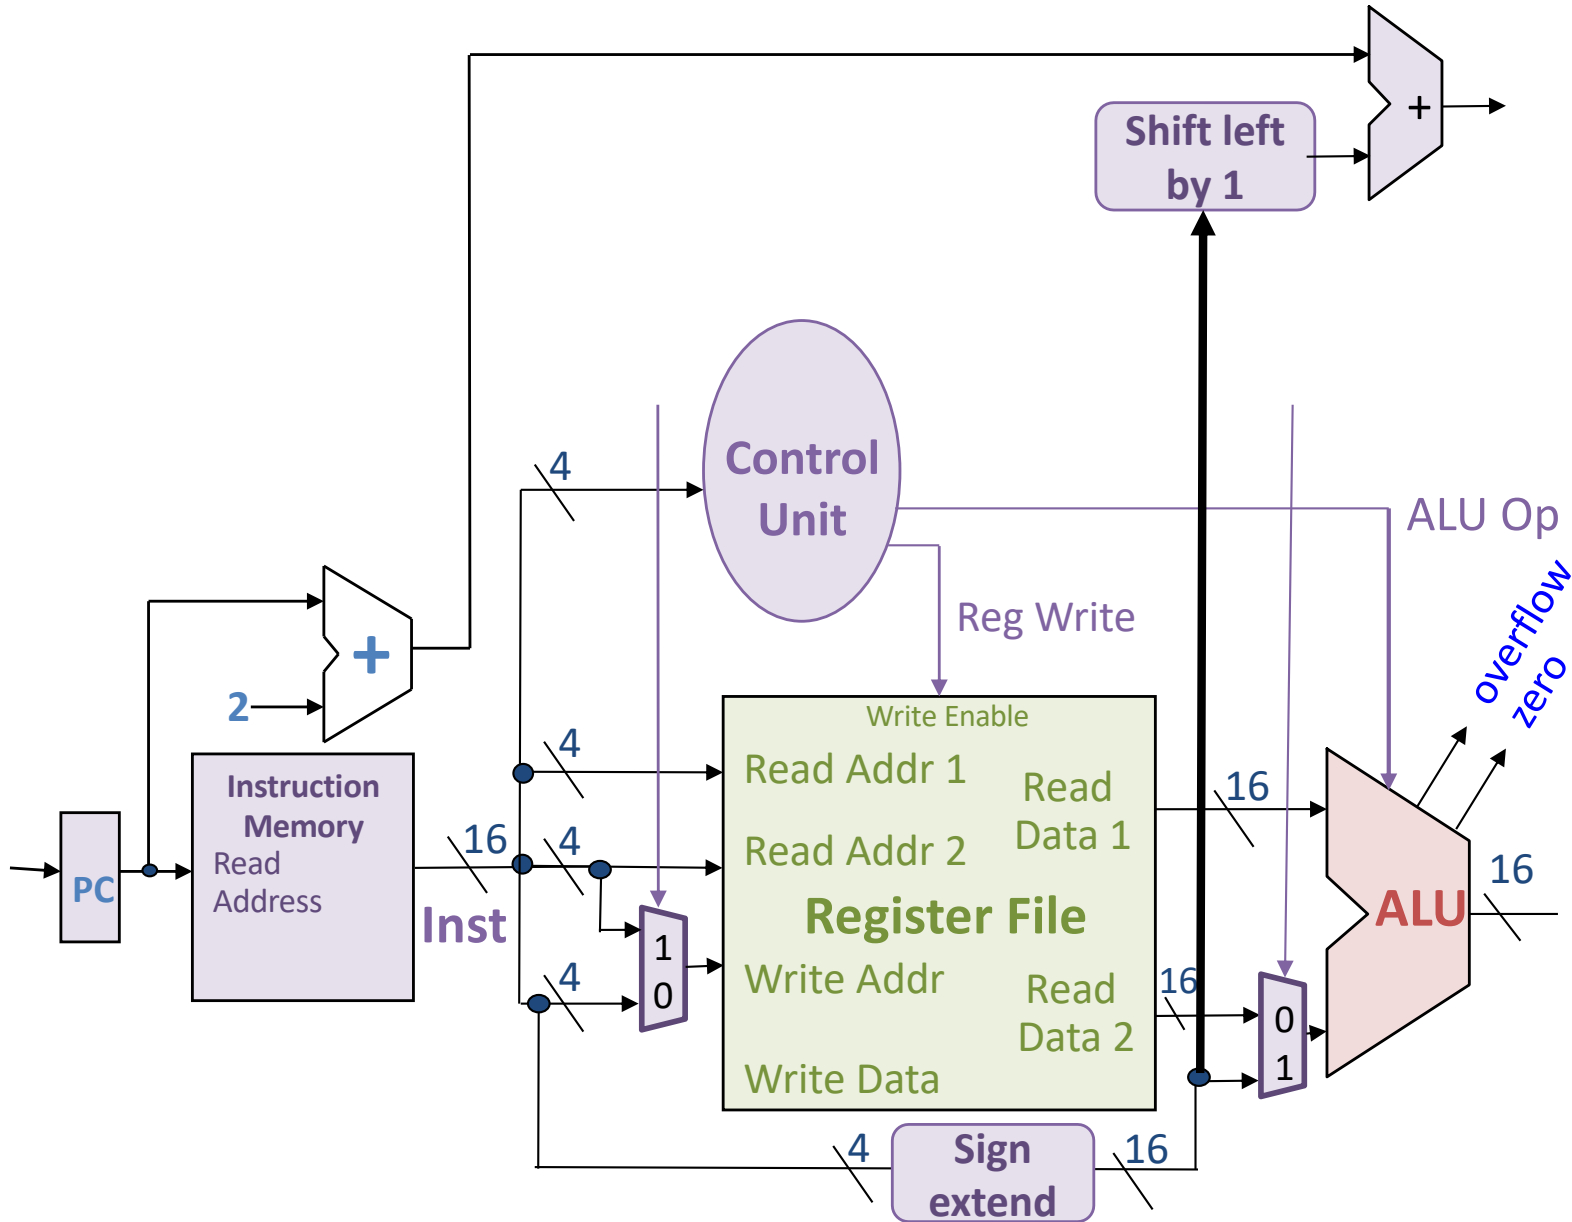 +
Shift left
by 1
4
Control
Unit
ALU Op
Reg Write
overflow
zero
+
2
Instruction
Memory
Read
Address
PC
16
Inst
4
4
4
1
0
Write Enable
Read Addr 1
Read Addr 2
Register File
Write Addr
Write Data
Read
Data 1
Read
Data 2
16
16
0
1
ALU
16
4
Sign
extend
16